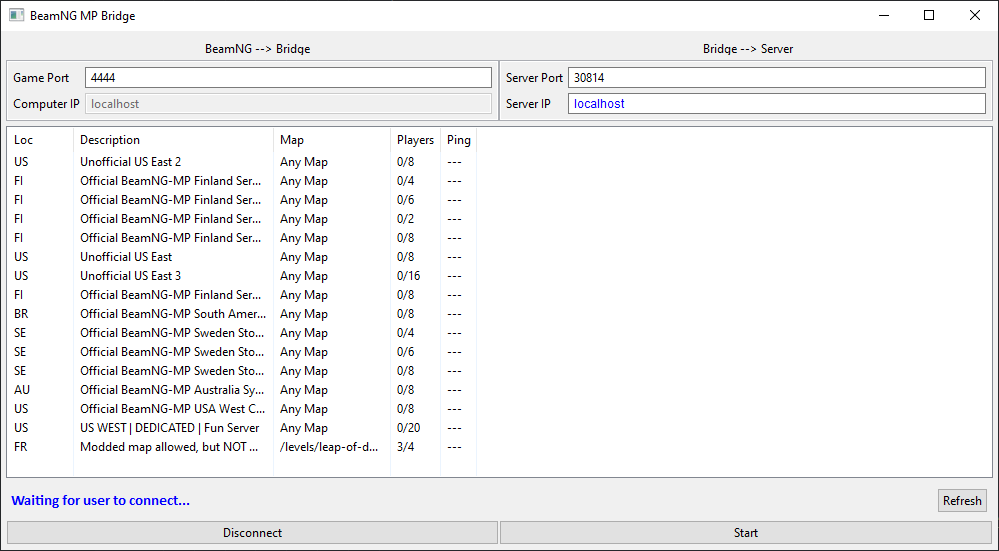 BeamNG MP Bridge
BeamNG --> Bridge
Bridge --> Server
Game Port 4444
Server Port 30814
Computer IP localhost
Server IP localhost
Loc Description Map Players Ping
US Unofficial US East 2 Any Map 0/8 ---
FI Official BeamNG-MP Finland Ser... Any Map 0/4 ---
FI Official BeamNG-MP Finland Ser... Any Map 0/6 ---
FI Official BeamNG-MP Finland Ser... Any Map 0/2 ---
FI Official BeamNG-MP Finland Ser... Any Map 0/8 ---
US Unofficial US East Any Map 0/8 ---
US Unofficial US East 3 Any Map 0/16 ---
FI Official BeamNG-MP Finland Ser... Any Map 0/8 ---
BR Official BeamNG-MP South Amer... Any Map 0/8 ---
SE Official BeamNG-MP Sweden Sto... Any Map 0/4 ---
SE Official BeamNG-MP Sweden Sto... Any Map 0/6 ---
SE Official BeamNG-MP Sweden Sto... Any Map 0/8 ---
AU Official BeamNG-MP Australia Sy... Any Map 0/8 ---
US Official BeamNG-MP USA West C... Any Map 0/8 ---
US US WEST | DEDICATED | Fun Server Any Map 0/20 ---
FR Modded map allowed, but NOT ... /levels/leap-of-d... 3/4 ---
Waiting for user to connect...
Refresh
Disconnect
Start